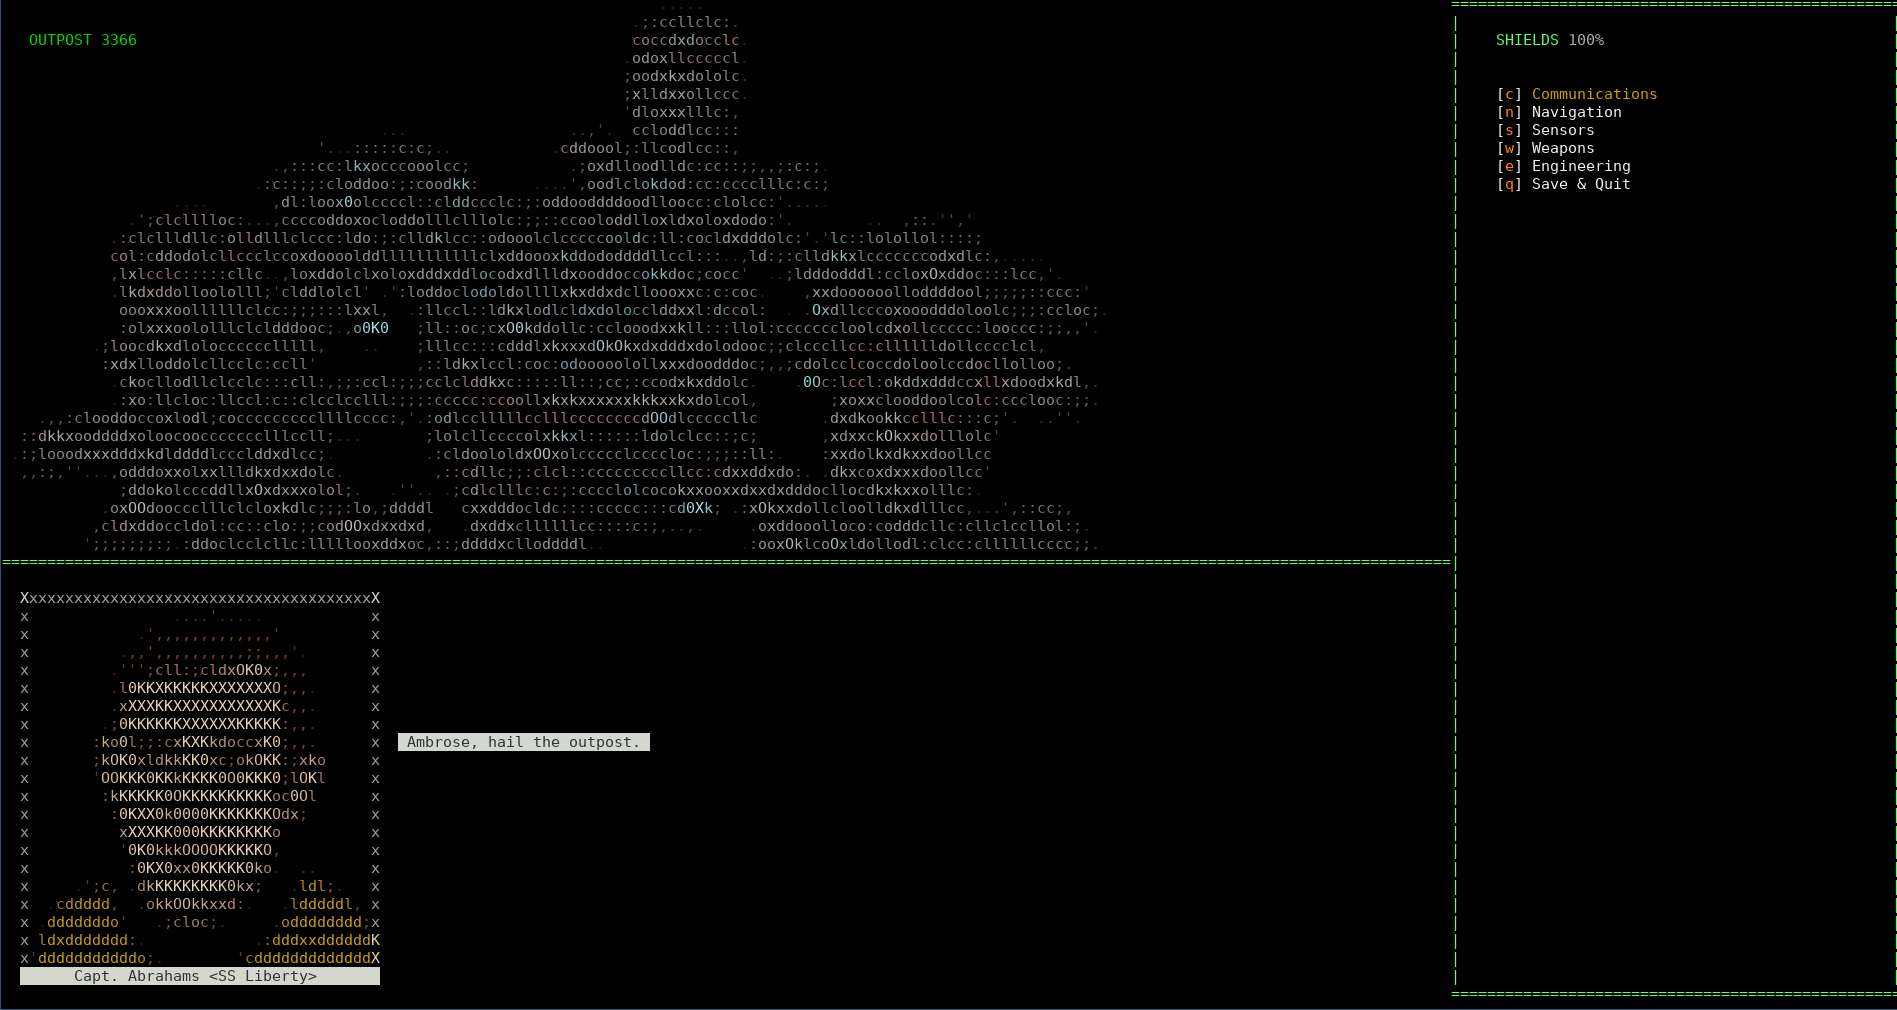 OUTPOST 3366
SHIELDS 100%
[c] Communications
[n] Navigation
[s] Sensors
[w] Weapons
[e] Engineering
[q] Save & Quit
Ambrose, hail the outpost.
Capt. Abrahams <SS Liberty>